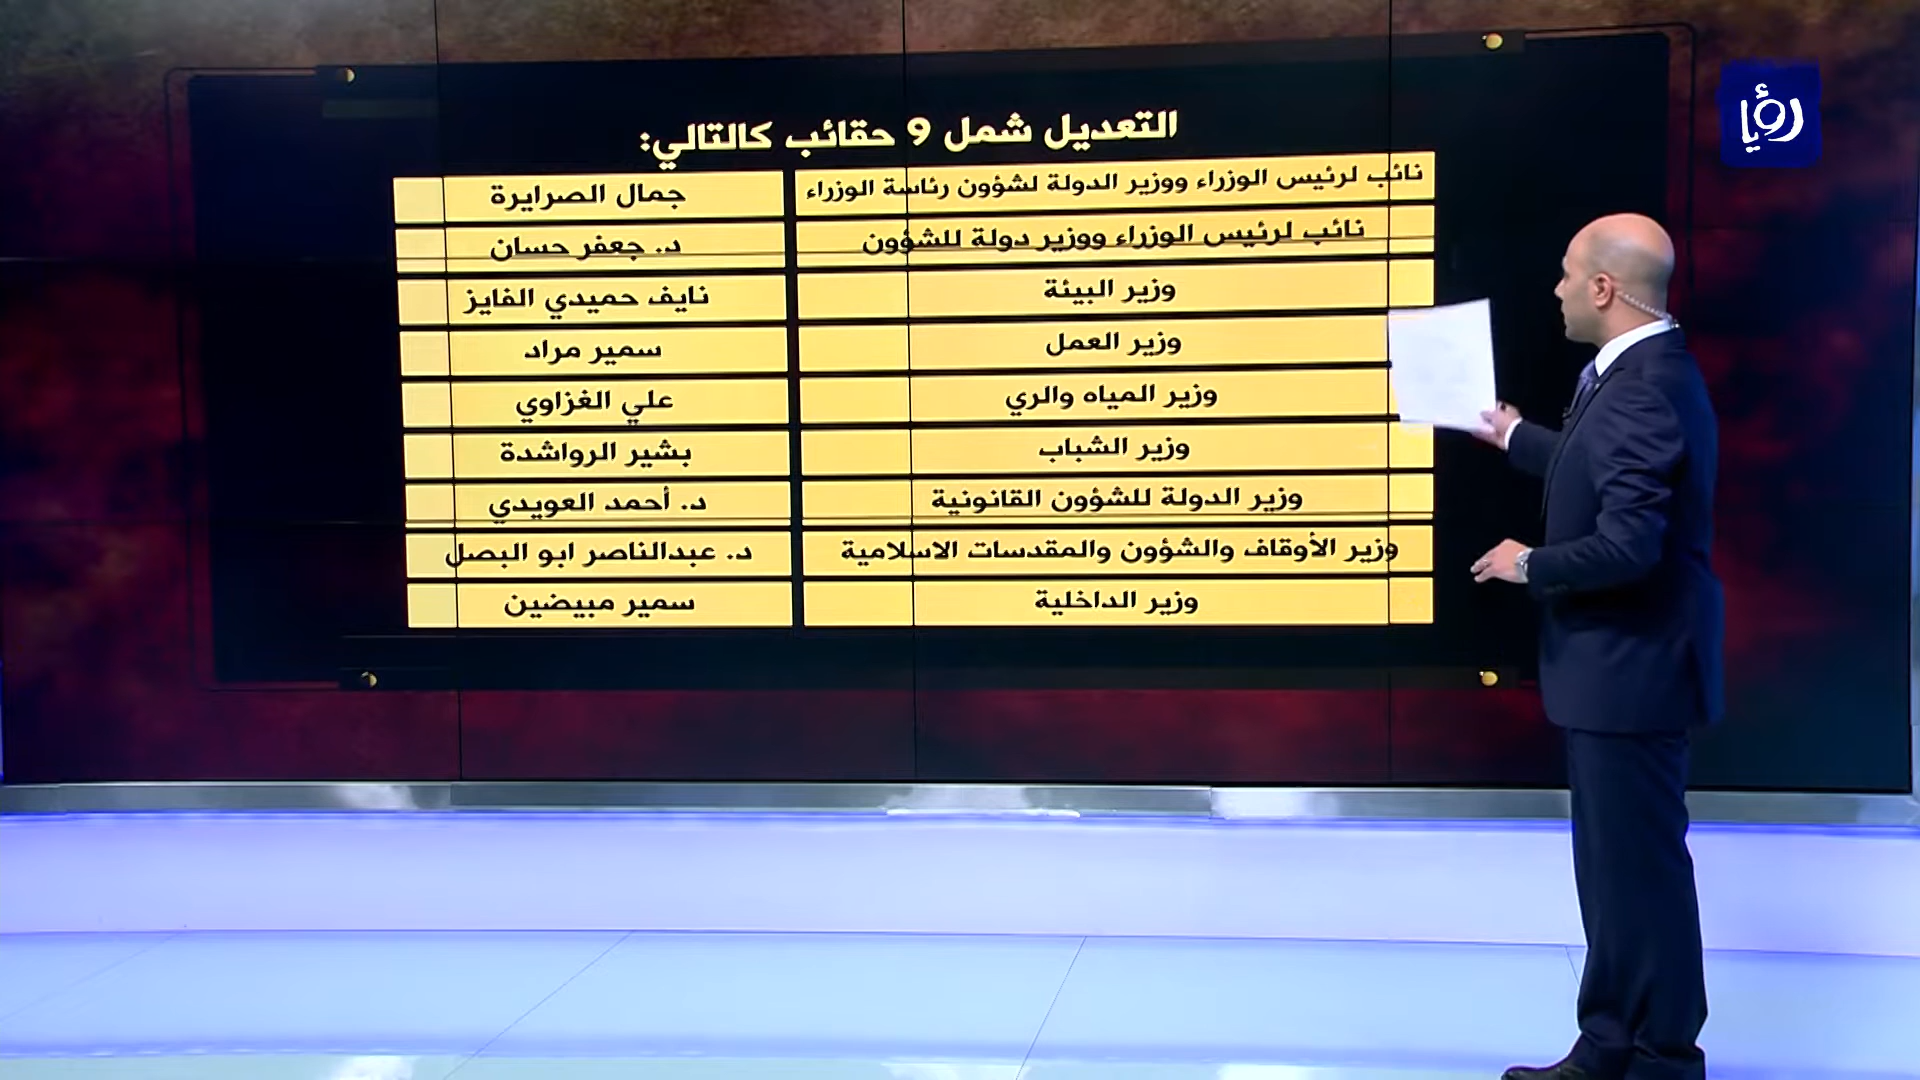 رؤيا
التعديل شمل 9 حقائب كالتالي:
نائب لرئيس الوزراء ووزير الدولة لشؤون رئاسة الوزراء جمال الصرايرة
نائب لرئيس الوزراء ووزير دولة للشؤون د. جعفر حسان
وزير البيئة نايف حميدي الفايز
وزير العمل سمير مراد
وزير المياه والري علي الغزاوي
وزير الشباب بشير الرواشدة
وزير الدولة للشؤون القانونية د. أحمد العويدي
وزير الأوقاف والشؤون والمقدسات الاسلامية د. عبدالناصر ابو البصل
وزير الداخلية سمير مبيضين